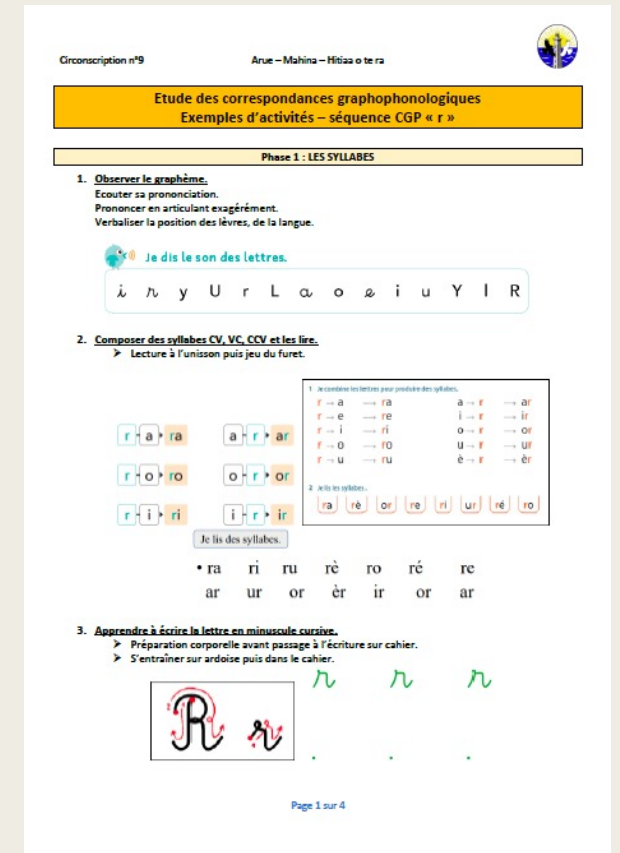 Circonscription n°9 Arue – Mahina – Hitiaa o te ra
Etude des correspondances graphophonologiques
Exemples d'activités – séquence CGP « r »
Phase 1 : LES SYLLABES
1. Observer le graphème.
Ecouter sa prononciation.
Prononcer en articulant exagérément.
Verbaliser la position des lèvres, de la langue.
Je dis le son des lettres.
i r y U r L a o e i u Y l R
2. Composer des syllabes CV, VC, CCV et les lire.
➤ Lecture à l'unisson puis jeu du furet.
r a ra a r ar
r o ro o r or
r i ri i r ir
1 Je combine les lettres pour produire des syllabes.
r → a → ra a → r → ar
r → e → re i → r → ir
r → i → ri o → r → or
r → o → ro u → r → ur
r → u → ru è → r → èr
2 Je lis les syllabes.
ra rè or re ri ur ré ro
Je lis des syllabes.
• ra ri ru rè ro ré re
ar ur or èr ir or ar
3. Apprendre à écrire la lettre en minuscule cursive.
➤ Préparation corporelle avant passage à l'écriture sur cahier.
➤ S'entraîner sur ardoise puis dans le cahier.
r r r
R r
Page 1 sur 4